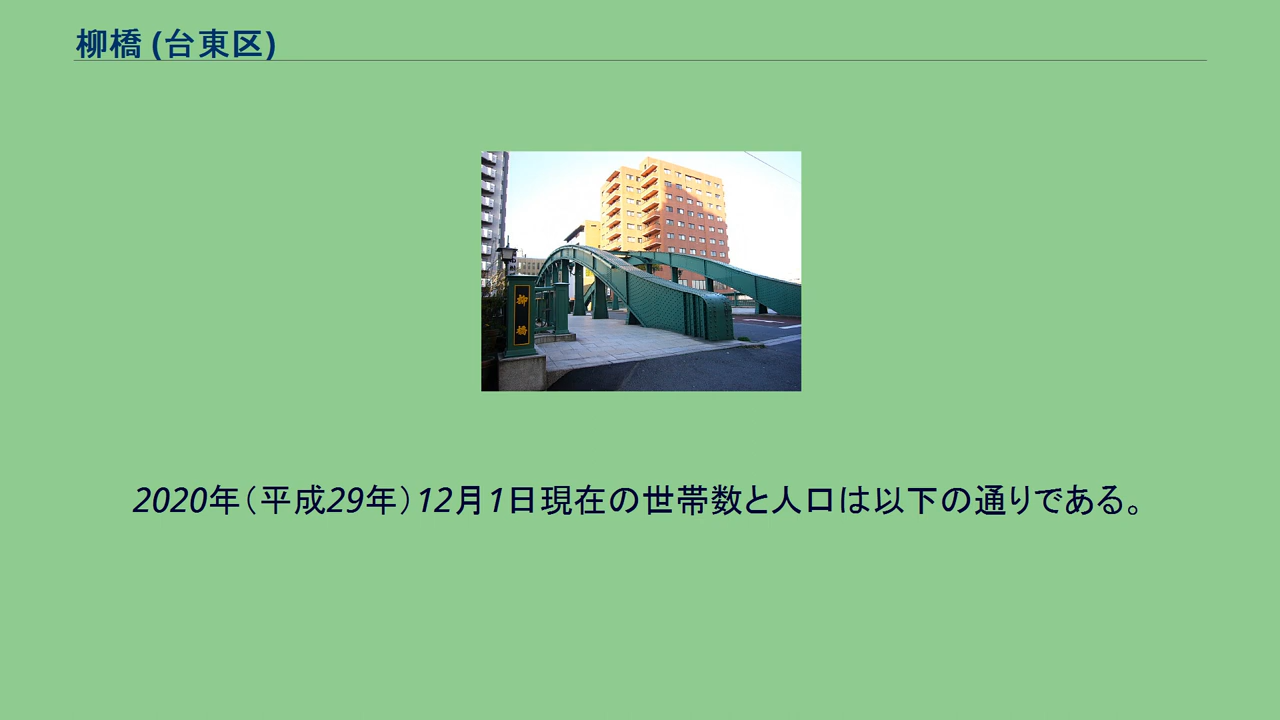 柳橋 (台東区)
柳橋
2020年（平成29年）12月1日現在の世帯数と人口は以下の通りである。